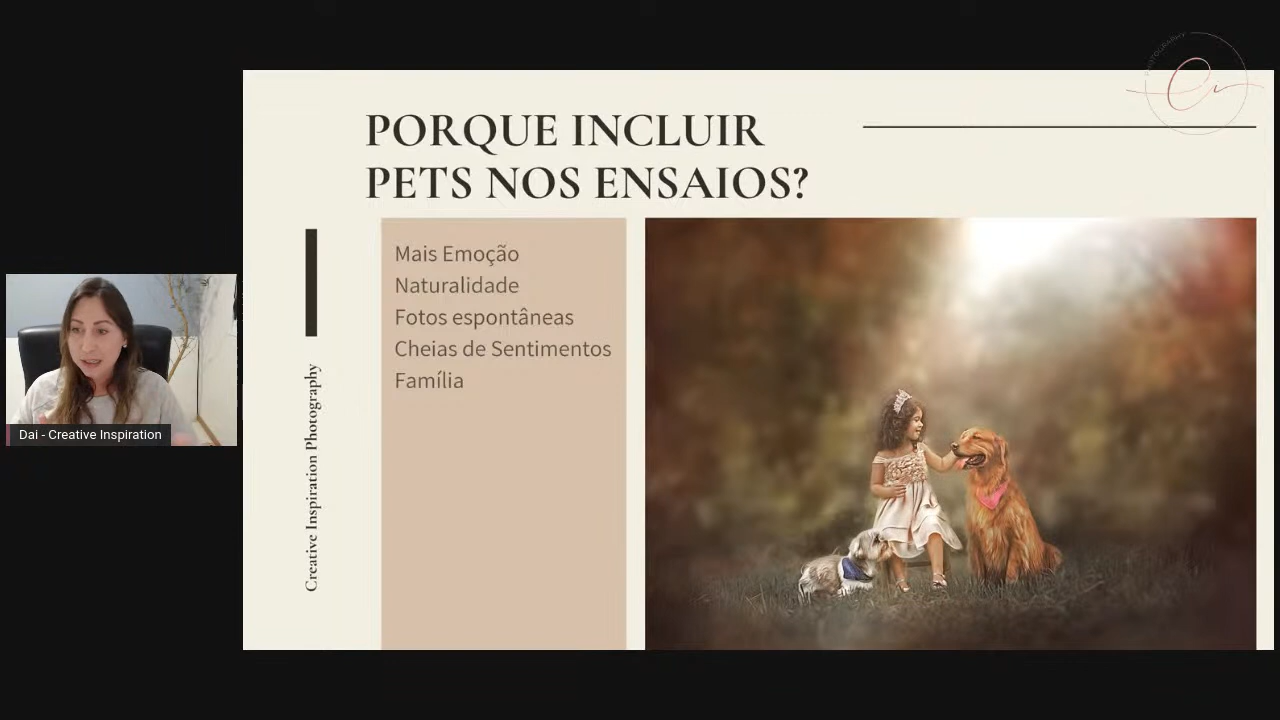 PHOTOGRAPHY
PORQUE INCLUIR
PETS NOS ENSAIOS?
Mais Emoção
Naturalidade
Fotos espontâneas
Cheias de Sentimentos
Família
Creative Inspiration Photography
Dai - Creative Inspiration